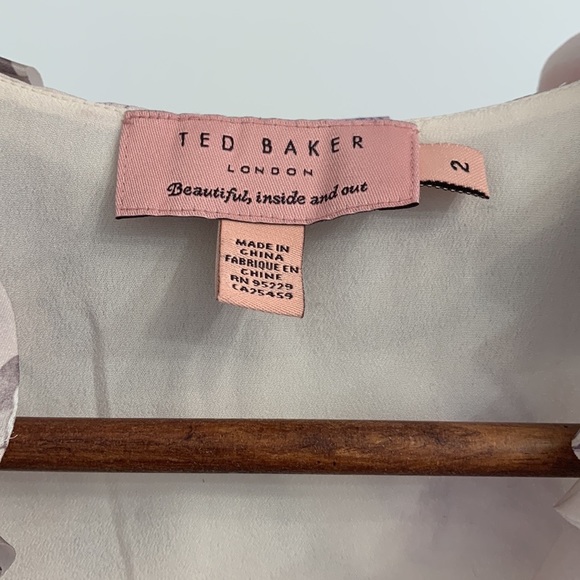 TED BAKER
LONDON
Beautiful, inside and out
2
MADE IN
CHINA
FABRIQUE EN
CHINE
RN 95229
CA25459